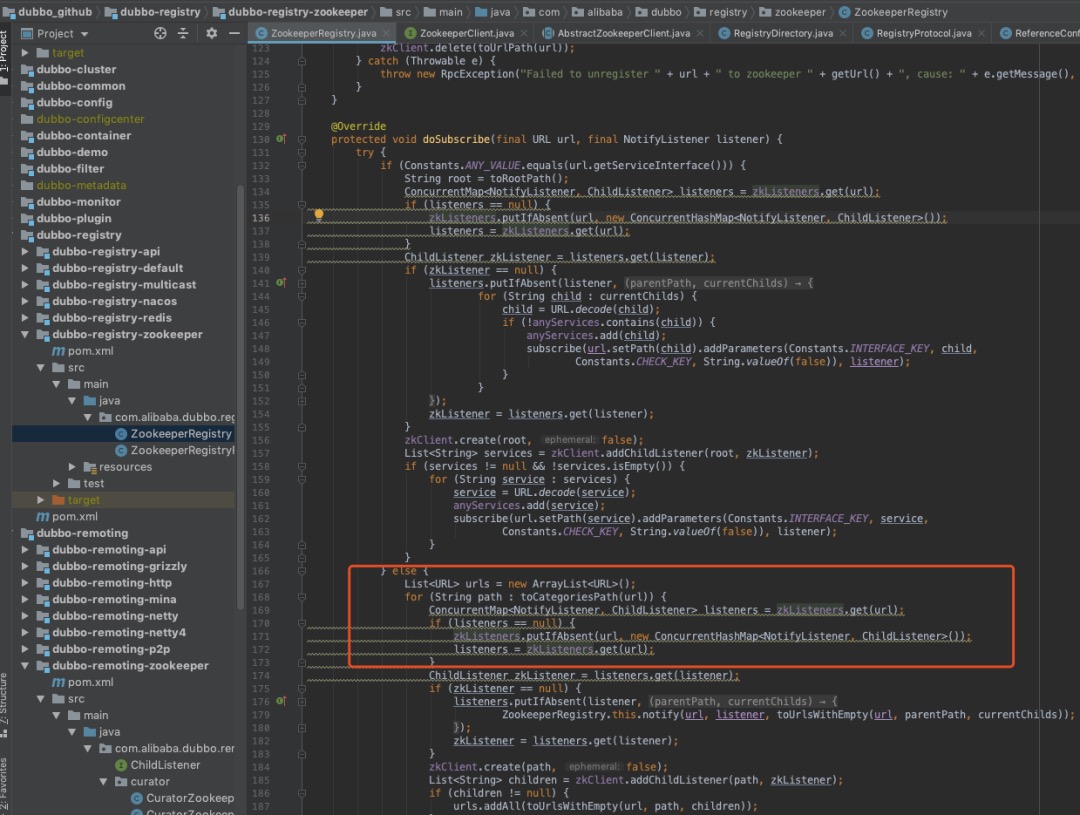 dubbo_github dubbo-registry dubbo-registry-zookeeper src main java com alibaba dubbo registry zookeeper ZookeeperRegistry
Project
ZookeeperRegistry.java ZookeeperClient.java AbstractZookeeperClient.java RegistryDirectory.java RegistryProtocol.java ReferenceConf
1: Project
target
dubbo-cluster
dubbo-common
dubbo-config
dubbo-configcenter
dubbo-container
dubbo-demo
dubbo-filter
dubbo-metadata
dubbo-monitor
dubbo-plugin
dubbo-registry
dubbo-registry-api
dubbo-registry-default
dubbo-registry-multicast
dubbo-registry-nacos
dubbo-registry-redis
dubbo-registry-zookeeper
pom.xml
src
main
java
com.alibaba.dubbo.reg
ZookeeperRegistry
ZookeeperRegistryF
resources
test
target
pom.xml
dubbo-remoting
dubbo-remoting-api
dubbo-remoting-grizzly
dubbo-remoting-http
dubbo-remoting-mina
dubbo-remoting-netty
dubbo-remoting-netty4
dubbo-remoting-p2p
dubbo-remoting-zookeeper
pom.xml
src
main
java
com.alibaba.dubbo.rem
ChildListener
curator
CuratorZookeep
CuratorZookeep
7: Structure
2: Favorites
123 zkClient.delete(toUrlPath(url));
124 } catch (Throwable e) {
125 throw new RpcException("Failed to unregister " + url + " to zookeeper " + getUrl() + ", cause: " + e.getMessage(),
126 }
127 }
128
129 @Override
130 protected void doSubscribe(final URL url, final NotifyListener listener) {
131 try {
132 if (Constants.ANY_VALUE.equals(url.getServiceInterface())) {
133 String root = toRootPath();
134 ConcurrentMap<NotifyListener, ChildListener> listeners = zkListeners.get(url);
135 if (listeners == null) {
136 zkListeners.putIfAbsent(url, new ConcurrentHashMap<NotifyListener, ChildListener>());
137 listeners = zkListeners.get(url);
138 }
139 ChildListener zkListener = listeners.get(listener);
140 if (zkListener == null) {
141 listeners.putIfAbsent(listener, (parentPath, currentChilds) → {
144 for (String child : currentChilds) {
145 child = URL.decode(child);
146 if (!anyServices.contains(child)) {
147 anyServices.add(child);
148 subscribe(url.setPath(child).addParameters(Constants.INTERFACE_KEY, child,
149 Constants.CHECK_KEY, String.valueOf(false)), listener);
150 }
151 }
152 });
154 zkListener = listeners.get(listener);
155 }
156 zkClient.create(root, ephemeral: false);
157 List<String> services = zkClient.addChildListener(root, zkListener);
158 if (services != null && !services.isEmpty()) {
159 for (String service : services) {
160 service = URL.decode(service);
161 anyServices.add(service);
162 subscribe(url.setPath(service).addParameters(Constants.INTERFACE_KEY, service,
163 Constants.CHECK_KEY, String.valueOf(false)), listener);
164 }
165 }
166 } else {
167 List<URL> urls = new ArrayList<URL>();
168 for (String path : toCategoriesPath(url)) {
169 ConcurrentMap<NotifyListener, ChildListener> listeners = zkListeners.get(url);
170 if (listeners == null) {
171 zkListeners.putIfAbsent(url, new ConcurrentHashMap<NotifyListener, ChildListener>());
172 listeners = zkListeners.get(url);
173 }
174 ChildListener zkListener = listeners.get(listener);
175 if (zkListener == null) {
176 listeners.putIfAbsent(listener, (parentPath, currentChilds) → {
179 ZookeeperRegistry.this.notify(url, listener, toUrlsWithEmpty(url, parentPath, currentChilds));
180 });
182 zkListener = listeners.get(listener);
183 }
184 zkClient.create(path, ephemeral: false);
185 List<String> children = zkClient.addChildListener(path, zkListener);
186 if (children != null) {
187 urls.addAll(toUrlsWithEmpty(url, path, children));